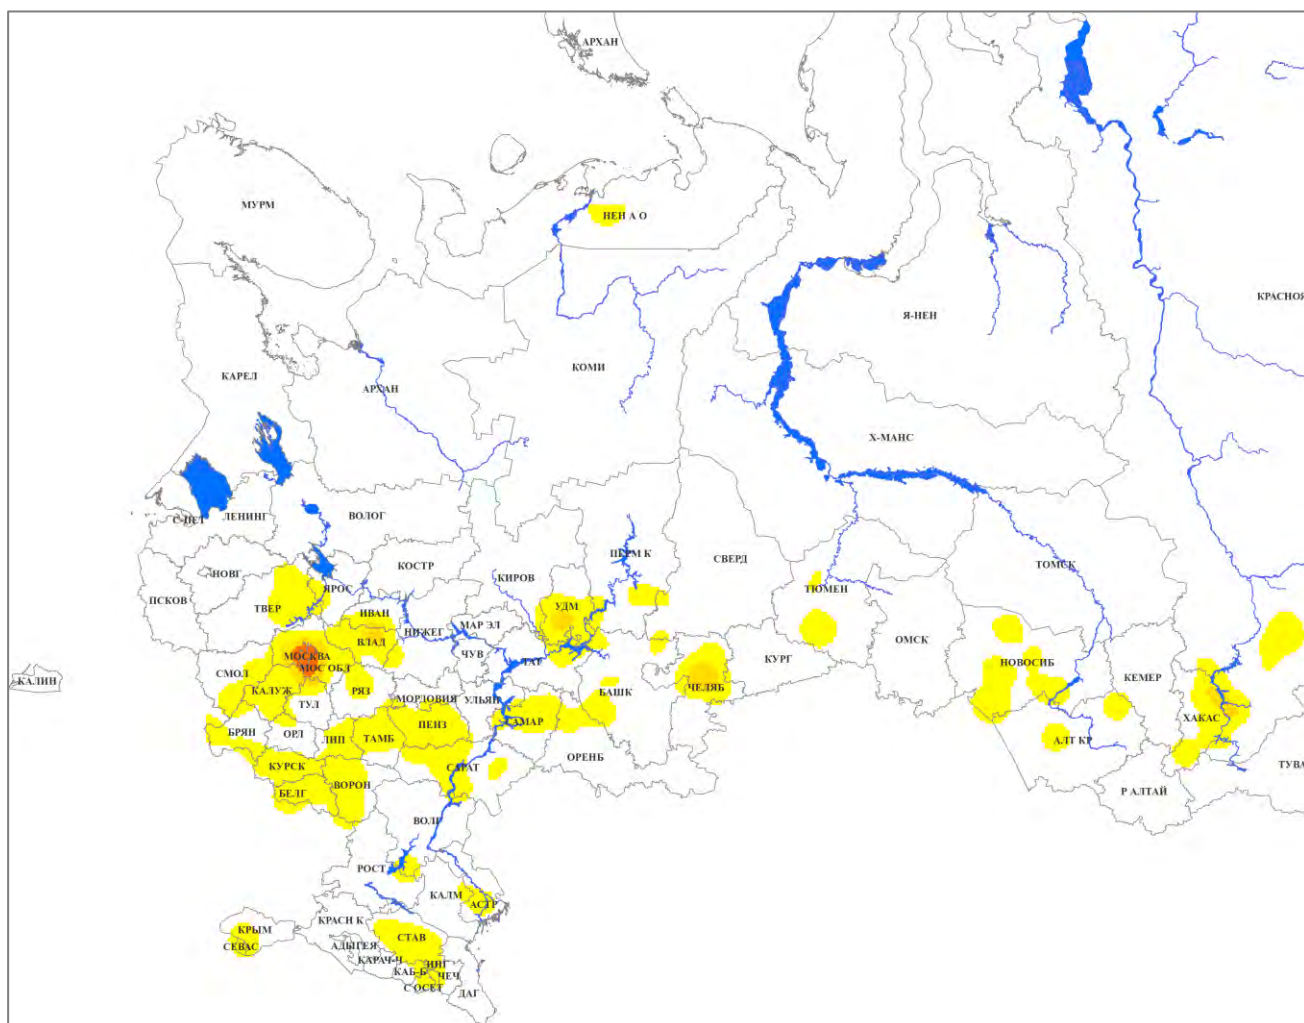 АРХАН
МУРМ
НЕН А О
КРАСНОЯ
Я-НЕН
КОМИ
КАРЕЛ
АРХАН
Х-МАНС
С-ПЕТ
ЛЕНИНГ
ВОЛОГ
ПЕРМ К
СВЕРД
КОСТР
ТОМСК
НОВГ
КИРОВ
ЯРОС
ТЮМЕН
ПСКОВ
ТВЕР
ИВАН
УДМ
МАР ЭЛ
НИЖЕГ
ВЛАД
ОМСК
ЧУВ
МОСКВА
ТАТ
КУРГ
НОВОСИБ
МОС ОБЛ
СМОЛ
КЕМЕР
КАЛИН
ЧЕЛЯБ
КАЛУЖ
РЯЗ
БАШК
МОРДОВИЯ
УЛЬЯН
ТУЛ
ХАКАС
САМАР
ПЕНЗ
БРЯН
ОРЛ
ЛИП
ТАМБ
АЛТ КР
ОРЕНБ
КУРСК
САРАТ
ТУВА
ВОРОН
БЕЛГ
Р АЛТАЙ
ВОЛГ
РОСТ
КАЛМ
АСТР
КРАСН К
КРЫМ
СТАВ
СЕВАС
АДЫГЕЯ
КАРАЧ-Ч
ИНГ
КАБ-Б
ЧЕЧ
С ОСЕТ
ДАГ